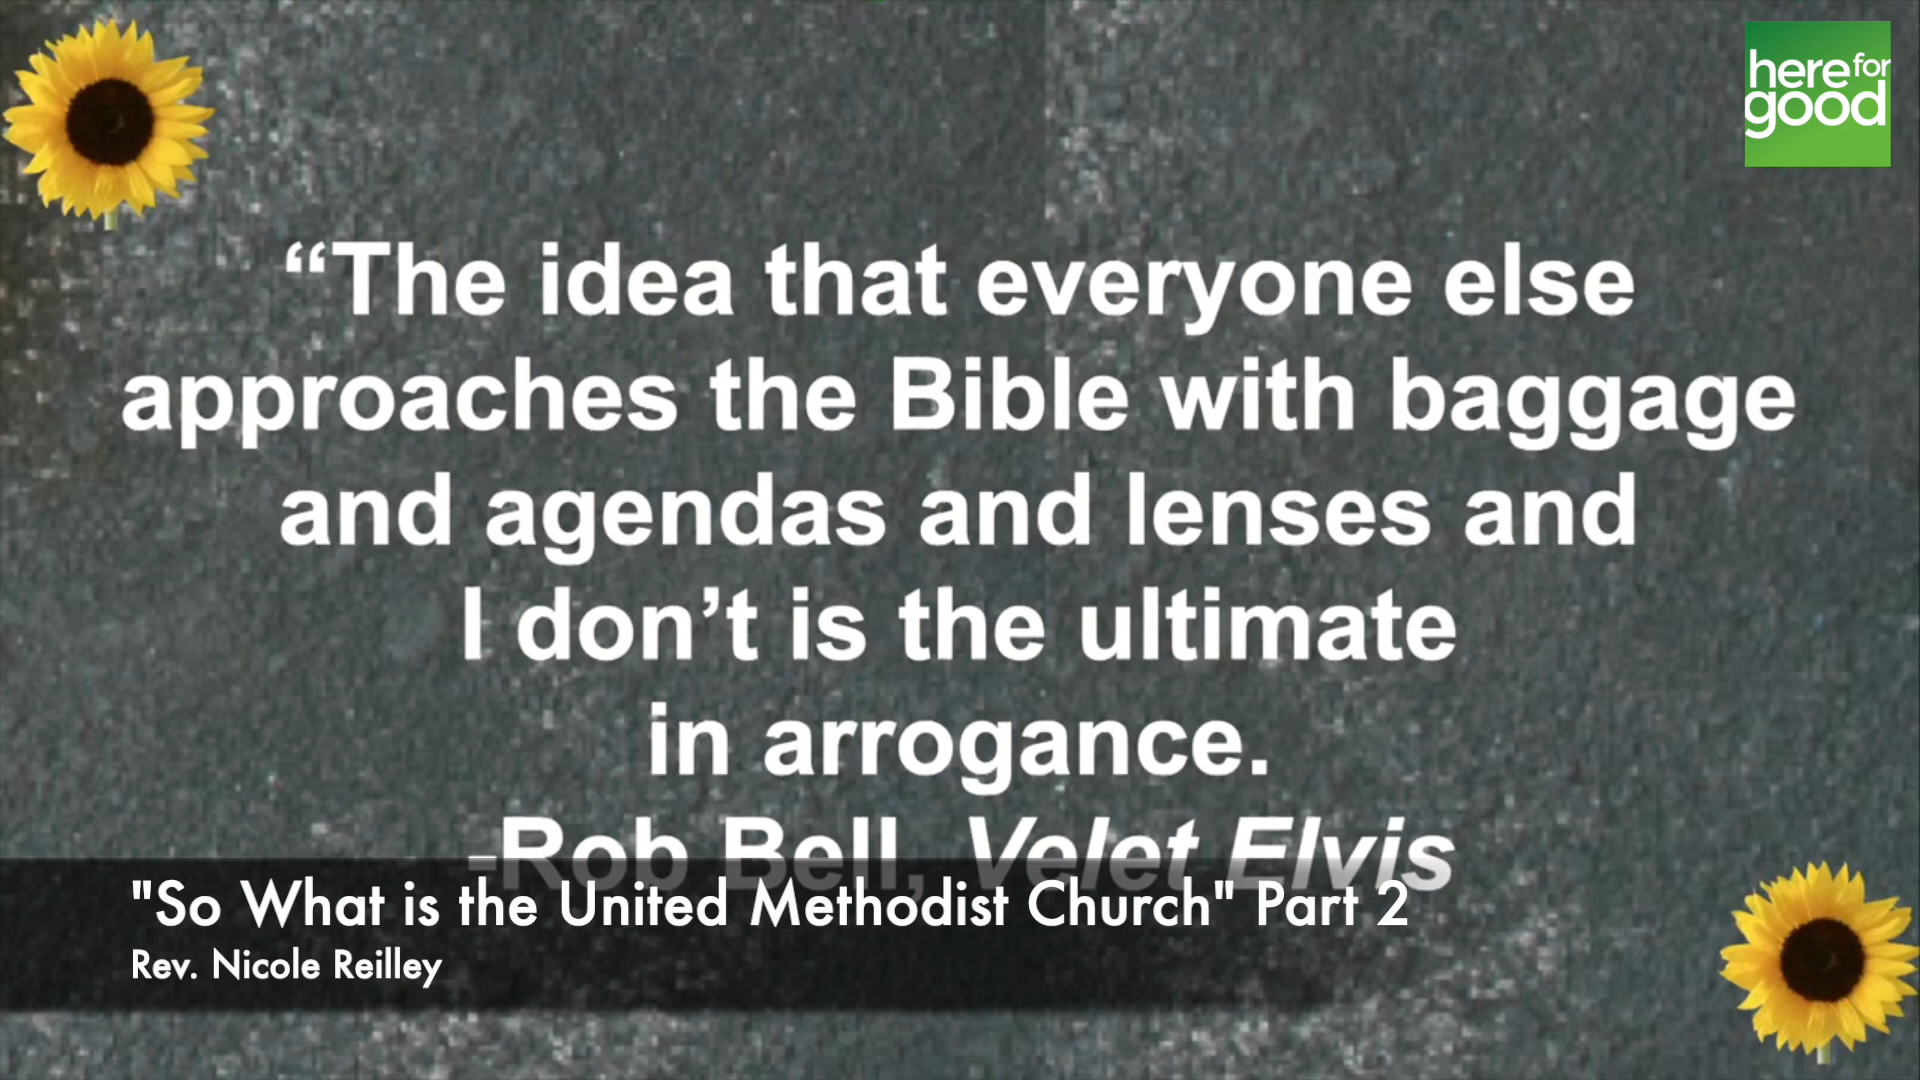 here for
good
“The idea that everyone else
approaches the Bible with baggage
and agendas and lenses and
I don’t is the ultimate
in arrogance.
-Rob Bell, Velet Elvis
"So What is the United Methodist Church" Part 2
Rev. Nicole Reilley